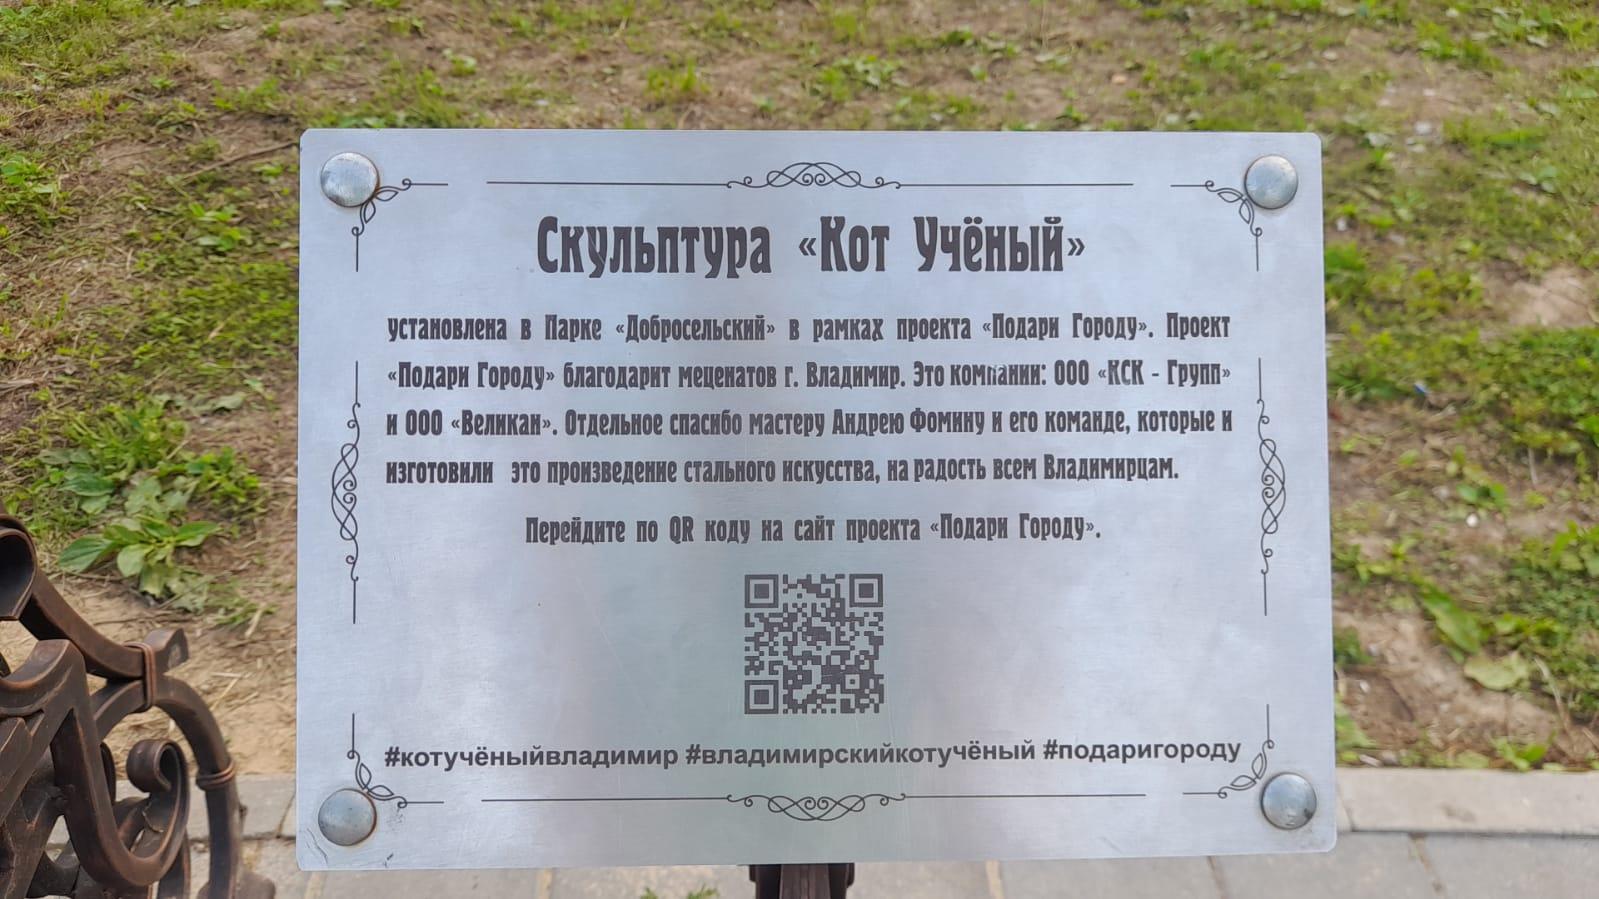 Скульптура «Кот Учёный»
установлена в Парке «Добросельский» в рамках проекта «Подари Городу». Проект
«Подари Городу» благодарит меценатов г. Владимир. Это компании: ООО «КСК - Групп»
и ООО «Великан». Отдельное спасибо мастеру Андрею Фомину и его команде, которые и
изготовили это произведение стального искусства, на радость всем Владимирцам.
Перейдите по QR коду на сайт проекта «Подари Городу».
#котучёныйвладимир #владимирскийкотучёный #подаригороду